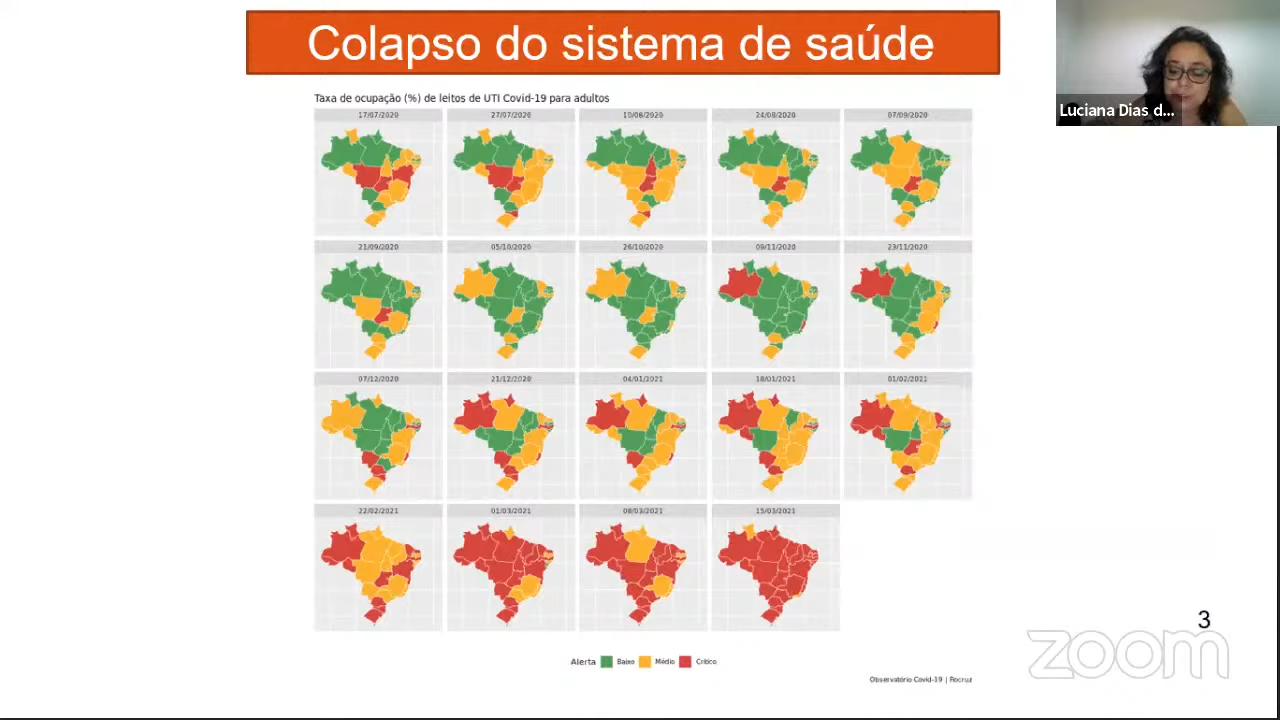 Colapso do sistema de saúde
Luciana Dias d...
Taxa de ocupação (%) de leitos de UTI Covid-19 para adultos
17/07/2020 27/07/2020 10/08/2020 24/08/2020 07/09/2020
21/09/2020 05/10/2020 26/10/2020 09/11/2020 23/11/2020
07/12/2020 21/12/2020 04/01/2021 18/01/2021 01/02/2021
22/02/2021 01/03/2021 08/03/2021 15/03/2021
3
zoom
Alerta Baixo Médio Crítico
Observatório Covid-19 | Fiocruz